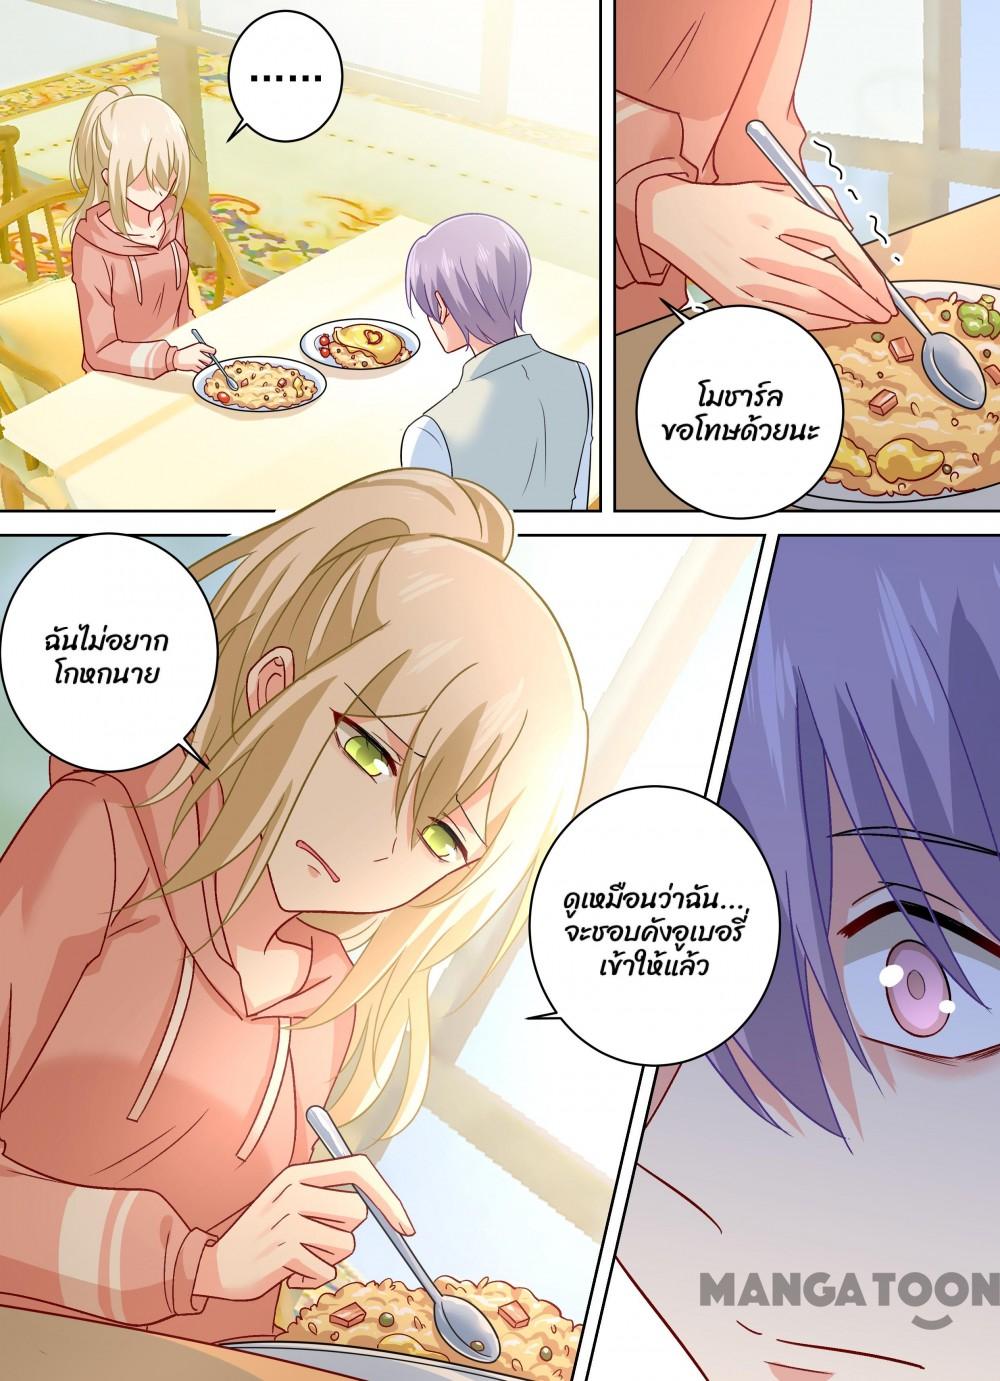 ......
โมชาร์ล
ขอโทษด้วยนะ
ฉันไม่อยาก
โกหกนาย
ดูเหมือนว่าฉัน...
จะชอบคังอูเบอรี่
เข้าให้แล้ว
MANGATOON